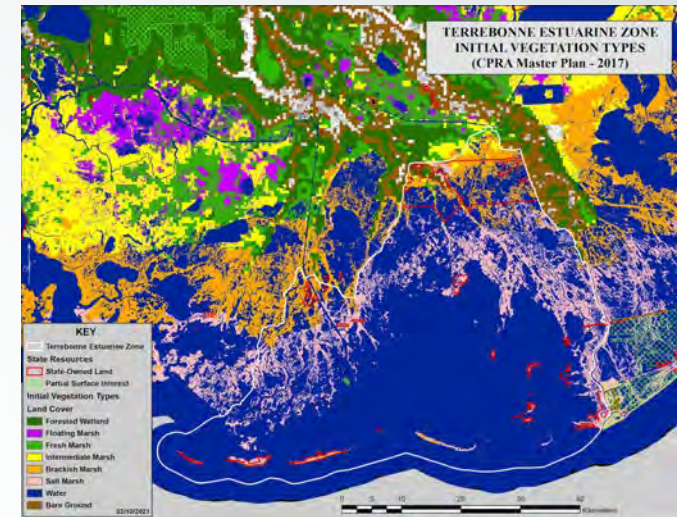 TERREBONNE ESTUARINE ZONE
INITIAL VEGETATION TYPES
(CPRA Master Plan - 2017)
KEY
Terrebonne Estuarine Zone
State Resources
State-Owned Land
Partial Surface Interest
Initial Vegetation Types
Land Cover
Forested Wetland
Floating Marsh
Fresh Marsh
Intermediate Marsh
Brackish Marsh
Salt Marsh
Water
Bare Ground
02/10/2021
0 5 10 20 30 40
Kilometers